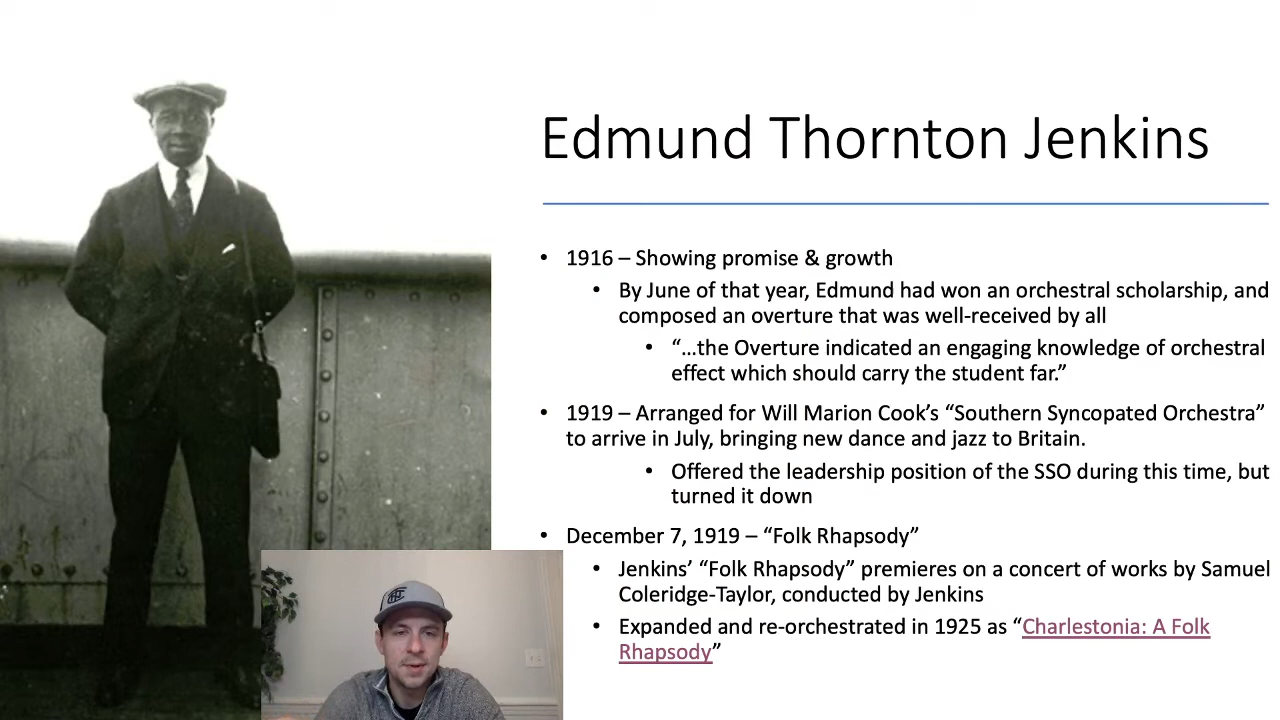 Edmund Thornton Jenkins
• 1916 – Showing promise & growth
• By June of that year, Edmund had won an orchestral scholarship, and
composed an overture that was well-received by all
• “…the Overture indicated an engaging knowledge of orchestral
effect which should carry the student far.”
• 1919 – Arranged for Will Marion Cook’s “Southern Syncopated Orchestra”
to arrive in July, bringing new dance and jazz to Britain.
• Offered the leadership position of the SSO during this time, but
turned it down
• December 7, 1919 – “Folk Rhapsody”
• Jenkins’ “Folk Rhapsody” premieres on a concert of works by Samuel
Coleridge-Taylor, conducted by Jenkins
• Expanded and re-orchestrated in 1925 as “Charlestonia: A Folk
Rhapsody”